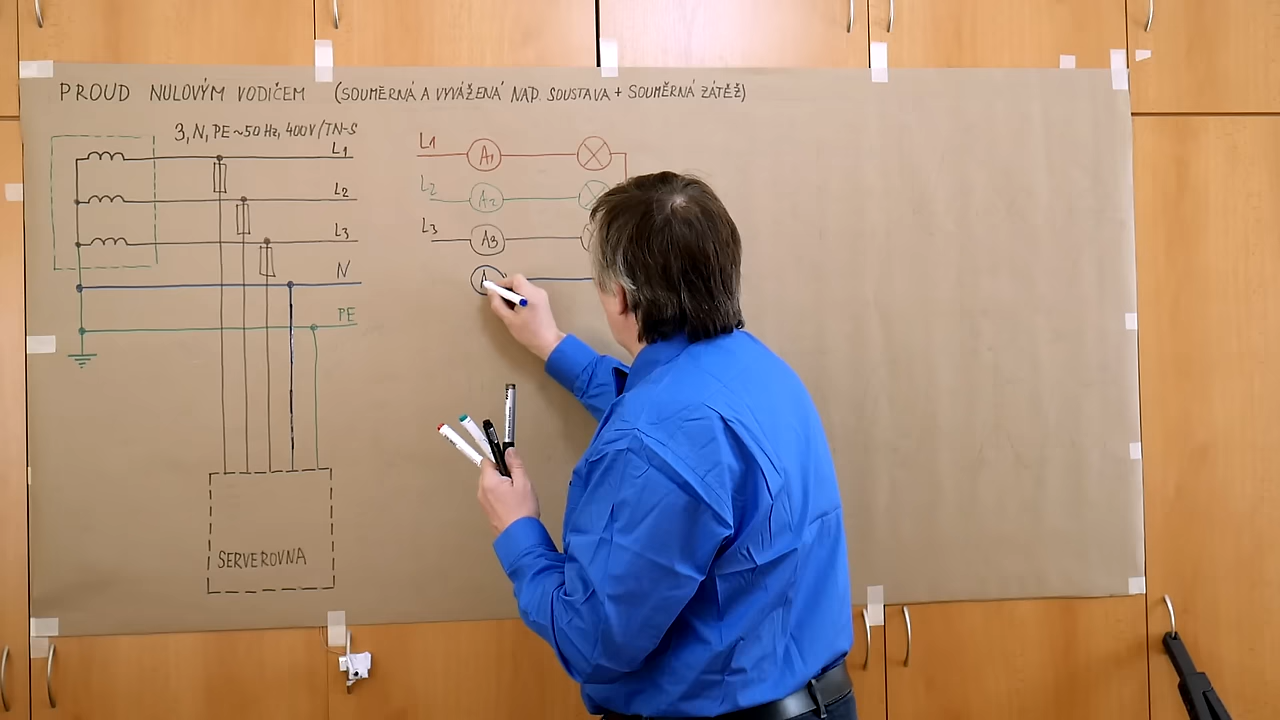 PROUD NULOVÝM VODIČEM (SOUMĚRNÁ A VYVÁŽENÁ NAP. SOUSTAVA + SOUMĚRNÁ ZÁTĚŽ)
3, N, PE ~ 50 Hz, 400V/TN-S
L1
L2
L3
N
PE
SERVEROVNA
L1 A1
L2 A2
L3 A3
A